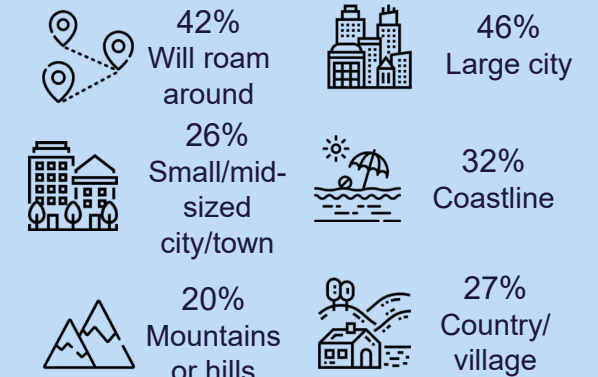 42%
Will roam
around
46%
Large city
26%
Small/mid-
sized
city/town
32%
Coastline
20%
Mountains
or hills
27%
Country/
village